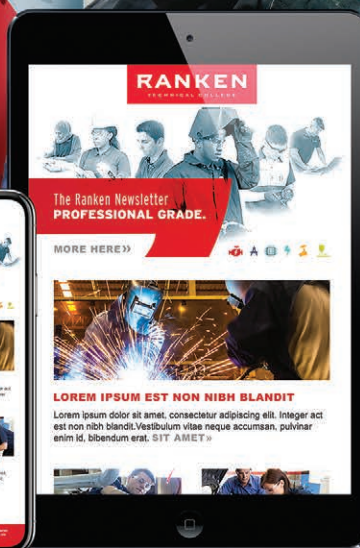 RANKEN
TECHNICAL COLLEGE
The Ranken Newsletter
PROFESSIONAL GRADE.
MORE HERE»
LOREM IPSUM EST NON NIBH BLANDIT
Lorem ipsum dolor sit amet, consectetur adipiscing elit. Integer act
est non nibh blandit.Vestibulum vitae neque accumsan, pulvinar
enim id, bibendum erat. SIT AMET»